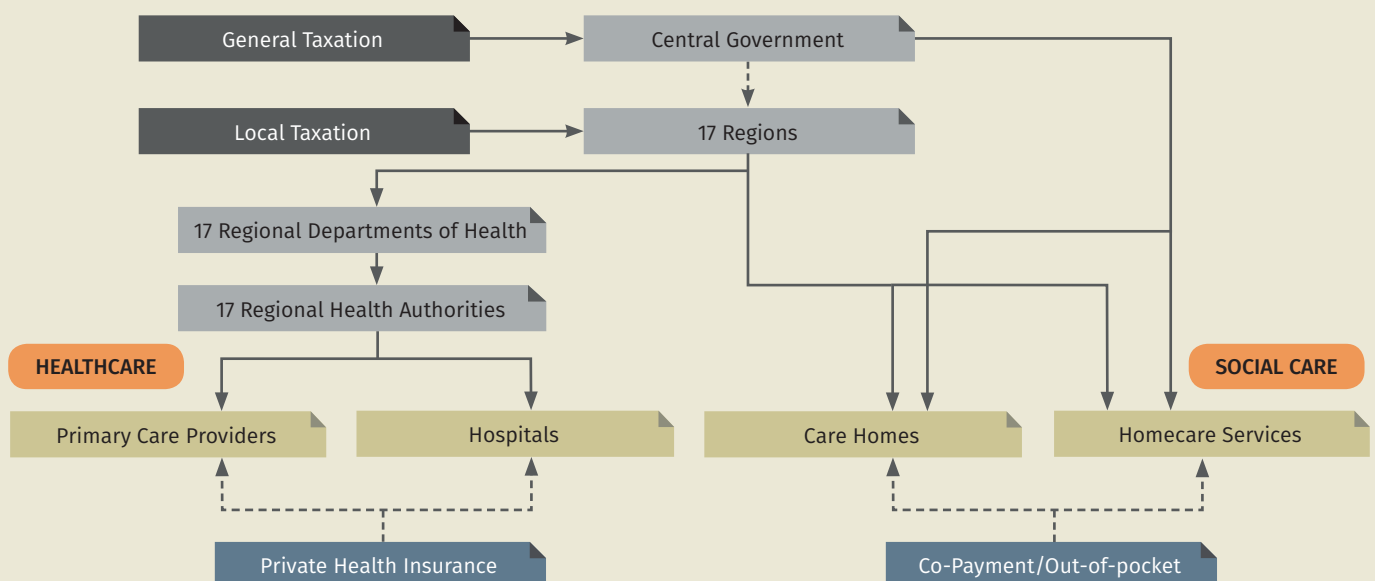 General Taxation
Central Government
Local Taxation
17 Regions
17 Regional Departments of Health
17 Regional Health Authorities
HEALTHCARE
SOCIAL CARE
Primary Care Providers
Hospitals
Care Homes
Homecare Services
Private Health Insurance
Co-Payment/Out-of-pocket